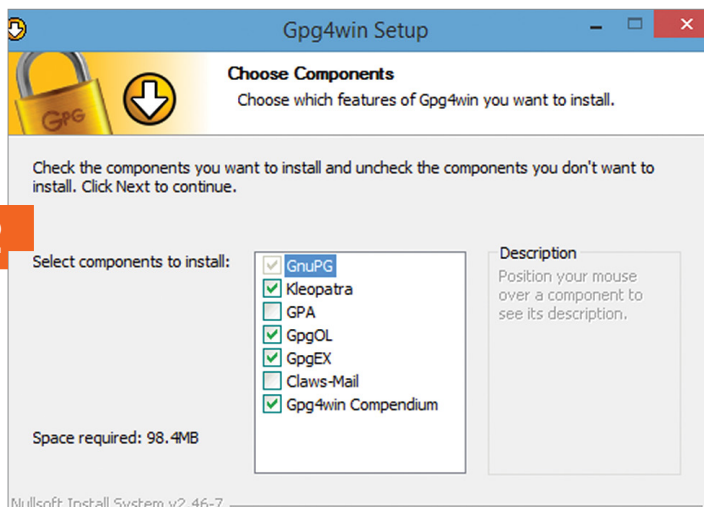 Gpg4win Setup
GPG
Choose Components
Choose which features of Gpg4win you want to install.
Check the components you want to install and uncheck the components you don't want to
install. Click Next to continue.
Select components to install:
GnuPG
Kleopatra
GPA
GpgOL
GpgEX
Claws-Mail
Gpg4win Compendium
Description
Position your mouse
over a component to
see its description.
Space required: 98.4MB
Nullsoft Install System v2.46-7